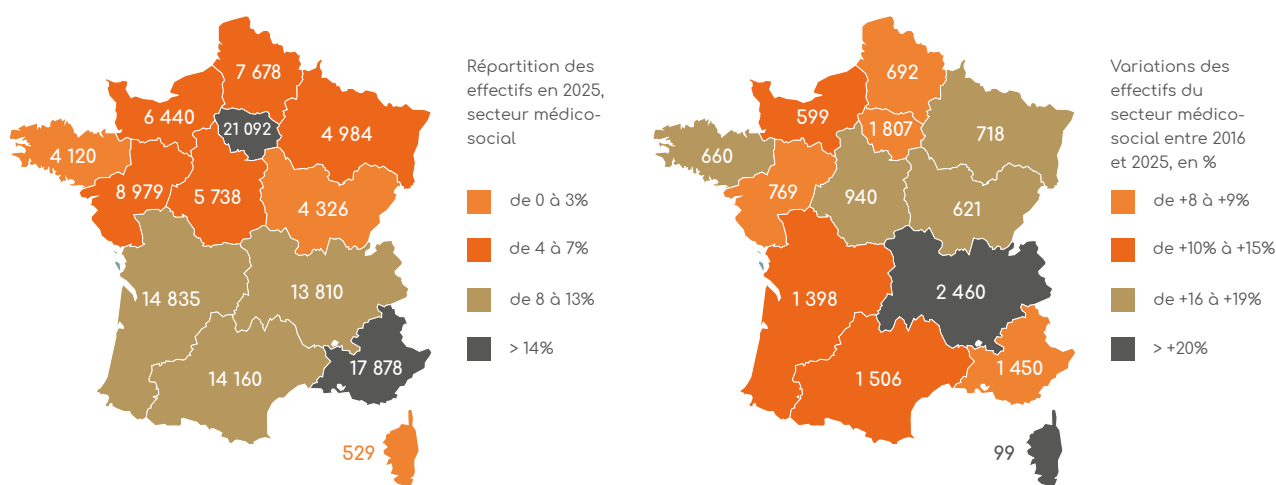 7 678
6 440
21 092
4 984
4 120
8 979
5 738
4 326
14 835
13 810
14 160
17 878
529
Répartition des
effectifs en 2025,
secteur médico-
social
de 0 à 3%
de 4 à 7%
de 8 à 13%
> 14%
692
599
1 807
718
660
769
940
621
1 398
2 460
1 506
1 450
99
Variations des
effectifs du
secteur médico-
social entre 2016
et 2025, en %
de +8 à +9%
de +10% à +15%
de +16 à +19%
> +20%